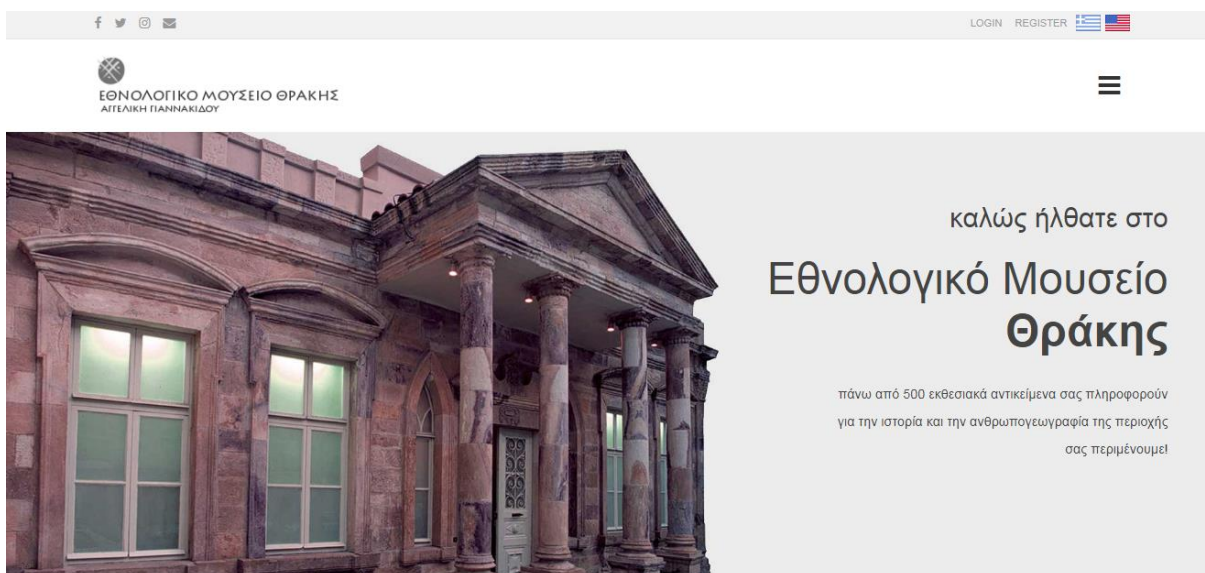 LOGIN REGISTER
ΕΘΝΟΛΟΓΙΚΟ ΜΟΥΣΕΙΟ ΘΡΑΚΗΣ
ΑΓΓΕΛΙΚΗ ΓΙΑΝΝΑΚΙΔΟΥ
καλώς ήλθατε στο
Εθνολογικό Μουσείο
Θράκης
πάνω από 500 εκθεσιακά αντικείμενα σας πληροφορούν
για την ιστορία και την ανθρωπογεωγραφία της περιοχής
σας περιμένουμε!